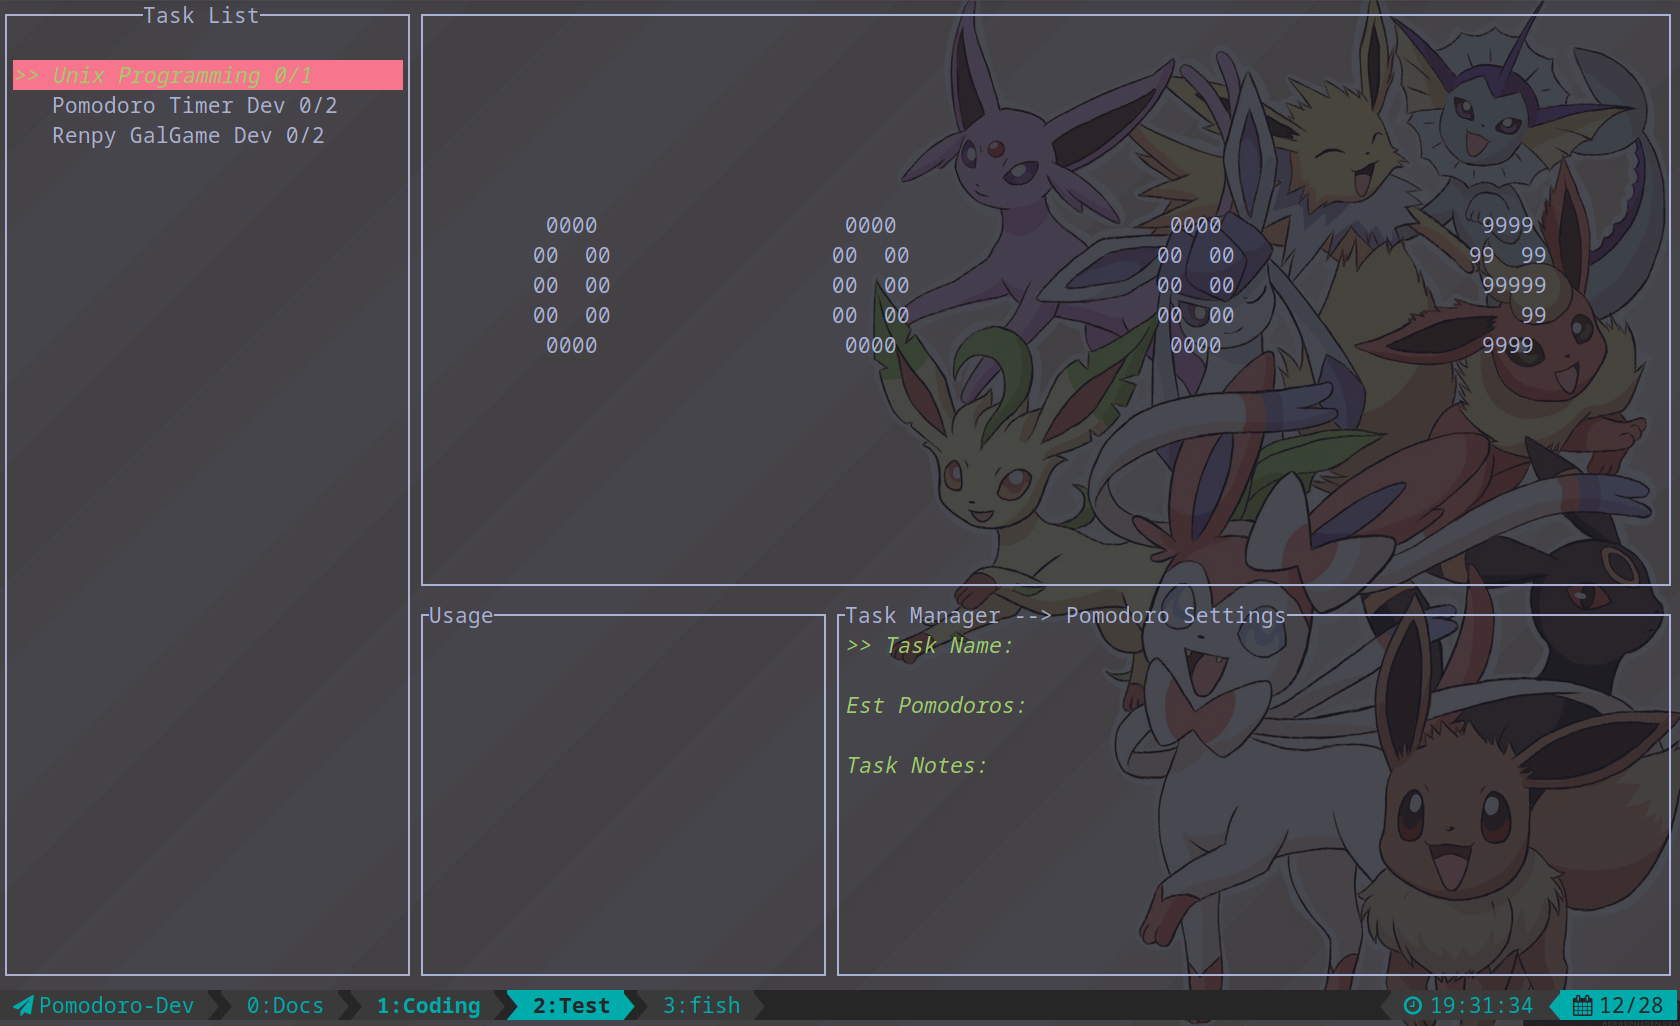 Task List
>> Unix Programming 0/1
Pomodoro Timer Dev 0/2
Renpy GalGame Dev 0/2
0000 0000 0000 9999
00 00 00 00 00 00 99 99
00 00 00 00 00 00 99999
00 00 00 00 00 00 99
0000 0000 0000 9999
Usage
Task Manager --> Pomodoro Settings
>> Task Name:
Est Pomodoros:
Task Notes:
Pomodoro-Dev 0:Docs 1:Coding 2:Test 3:fish 19:31:34 12/28